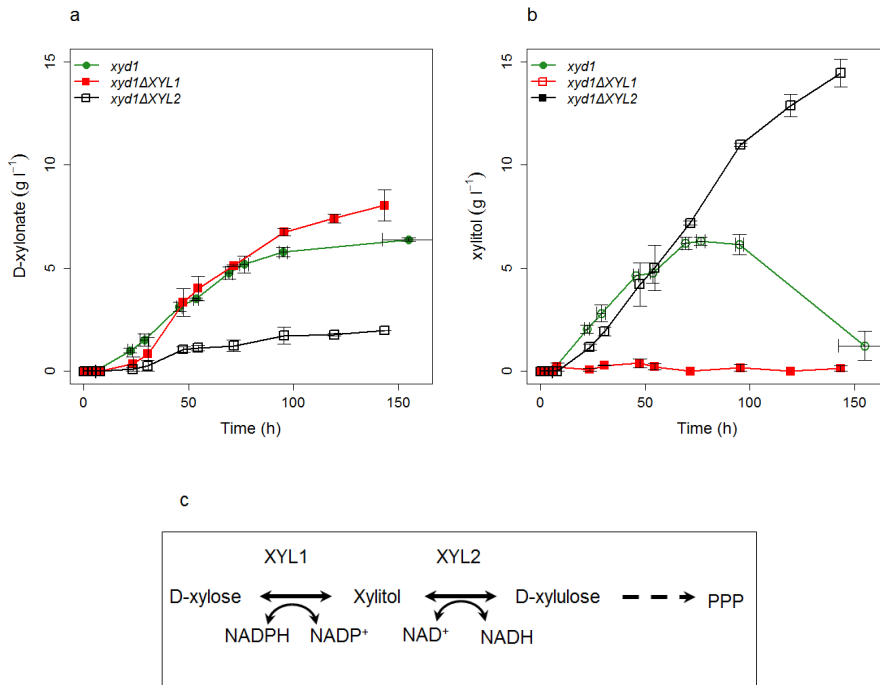 a
15
10
5
0
D-xylonate (g l⁻¹)
xyd1
xyd1ΔXYL1
xyd1ΔXYL2
0 50 100 150
Time (h)
b
15
10
5
0
xylitol (g l⁻¹)
xyd1
xyd1ΔXYL1
xyd1ΔXYL2
0 50 100 150
Time (h)
c
XYL1 XYL2
D-xylose Xylitol D-xylulose PPP
NADPH NADP⁺ NAD⁺ NADH